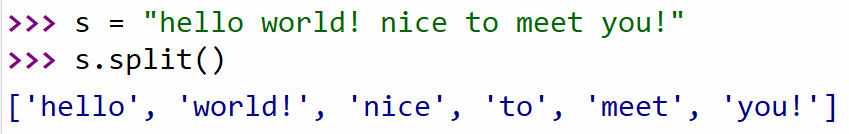 >>> s = "hello world! nice to meet you!"
>>> s.split()
['hello', 'world!', 'nice', 'to', 'meet', 'you!']